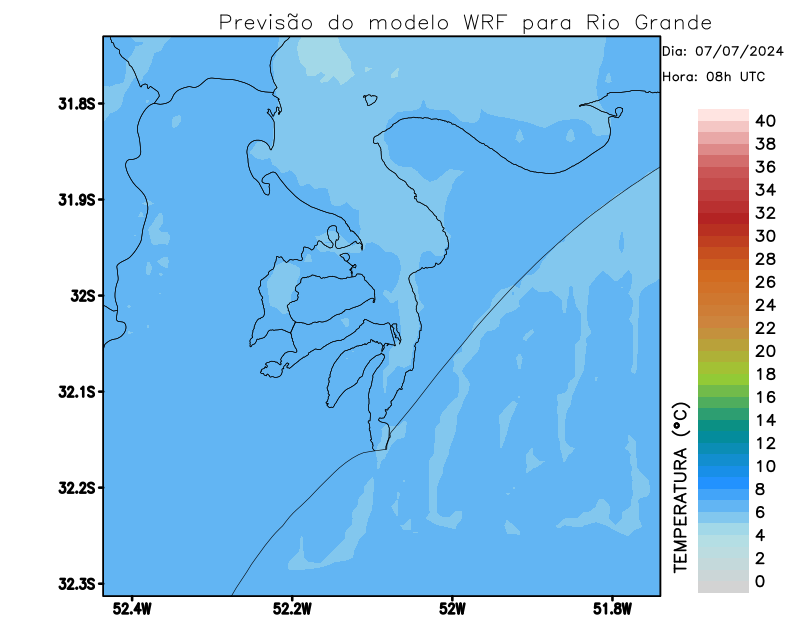 Previsão do modelo WRF para Rio Grande
Dia: 07/07/2024
Hora: 08h UTC
31.8S
31.9S
32S
32.1S
32.2S
32.3S
52.4W
52.2W
52W
51.8W
TEMPERATURA (°C)
40
38
36
34
32
30
28
26
24
22
20
18
16
14
12
10
8
6
4
2
0